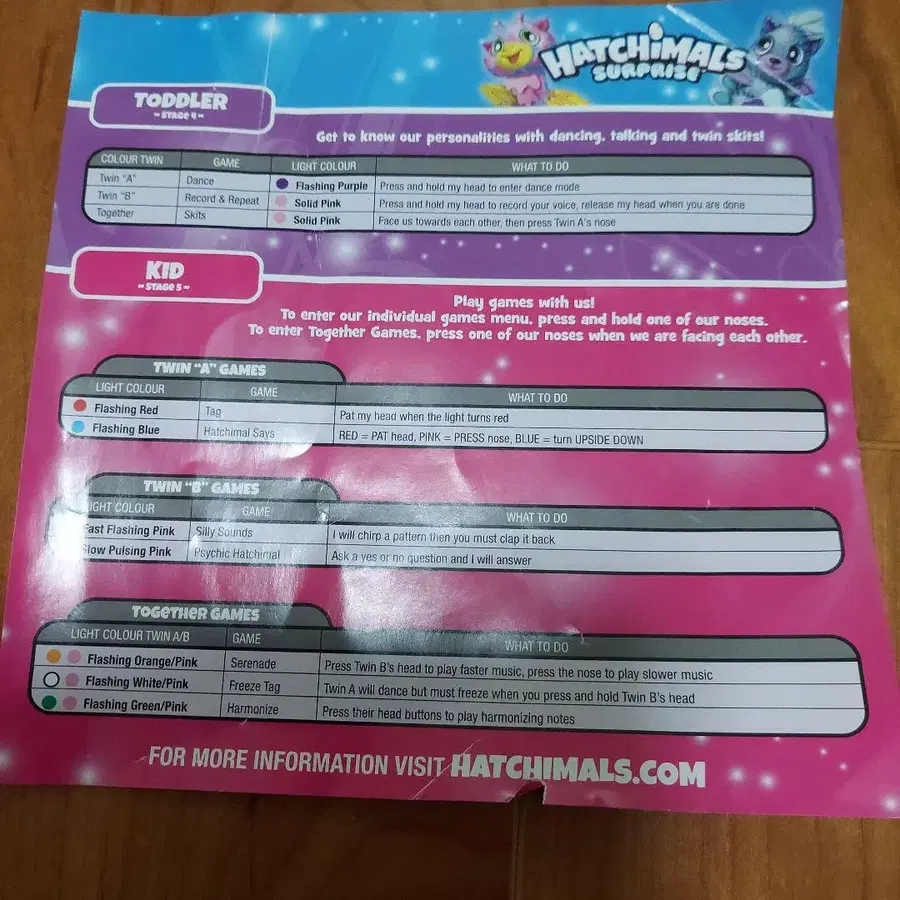 HATCHiMALS
SURPRISE
TODDLER
~ STAGE 4 ~
Get to know our personalities with dancing, talking and twin skits!
COLOUR TWIN GAME LIGHT COLOUR WHAT TO DO
Twin "A" Dance Flashing Purple Press and hold my head to enter dance mode
Twin "B" Record & Repeat Solid Pink Press and hold my head to record your voice, release my head when you are done
Together Skits Solid Pink Face us towards each other, then press Twin A's nose
KID
~ STAGE 5 ~
Play games with us!
To enter our individual games menu, press and hold one of our noses.
To enter Together Games, press one of our noses when we are facing each other.
TWIN "A" GAMES
LIGHT COLOUR GAME WHAT TO DO
Flashing Red Tag Pat my head when the light turns red
Flashing Blue Hatchimal Says RED = PAT head, PINK = PRESS nose, BLUE = turn UPSIDE DOWN
TWIN "B" GAMES
LIGHT COLOUR GAME WHAT TO DO
Fast Flashing Pink Silly Sounds I will chirp a pattern then you must clap it back
Slow Pulsing Pink Psychic Hatchimal Ask a yes or no question and I will answer
TOGETHER GAMES
LIGHT COLOUR TWIN A/B GAME WHAT TO DO
Flashing Orange/Pink Serenade Press Twin B's head to play faster music, press the nose to play slower music
Flashing White/Pink Freeze Tag Twin A will dance but must freeze when you press and hold Twin B's head
Flashing Green/Pink Harmonize Press their head buttons to play harmonizing notes
FOR MORE INFORMATION VISIT HATCHIMALS.COM